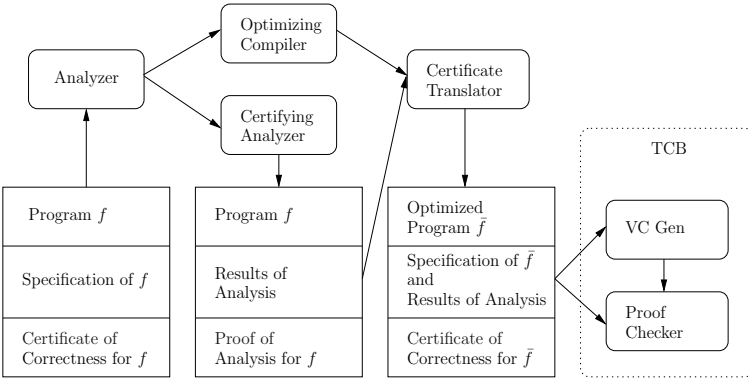 Optimizing
Compiler
Analyzer
Certificate
Translator
Certifying
Analyzer
TCB
Program f
Specification of f
Certificate of
Correctness for f
Program f
Results of
Analysis
Proof of
Analysis for f
Optimized
Program f̄
Specification of f̄
and
Results of Analysis
Certificate of
Correctness for f̄
VC Gen
Proof
Checker